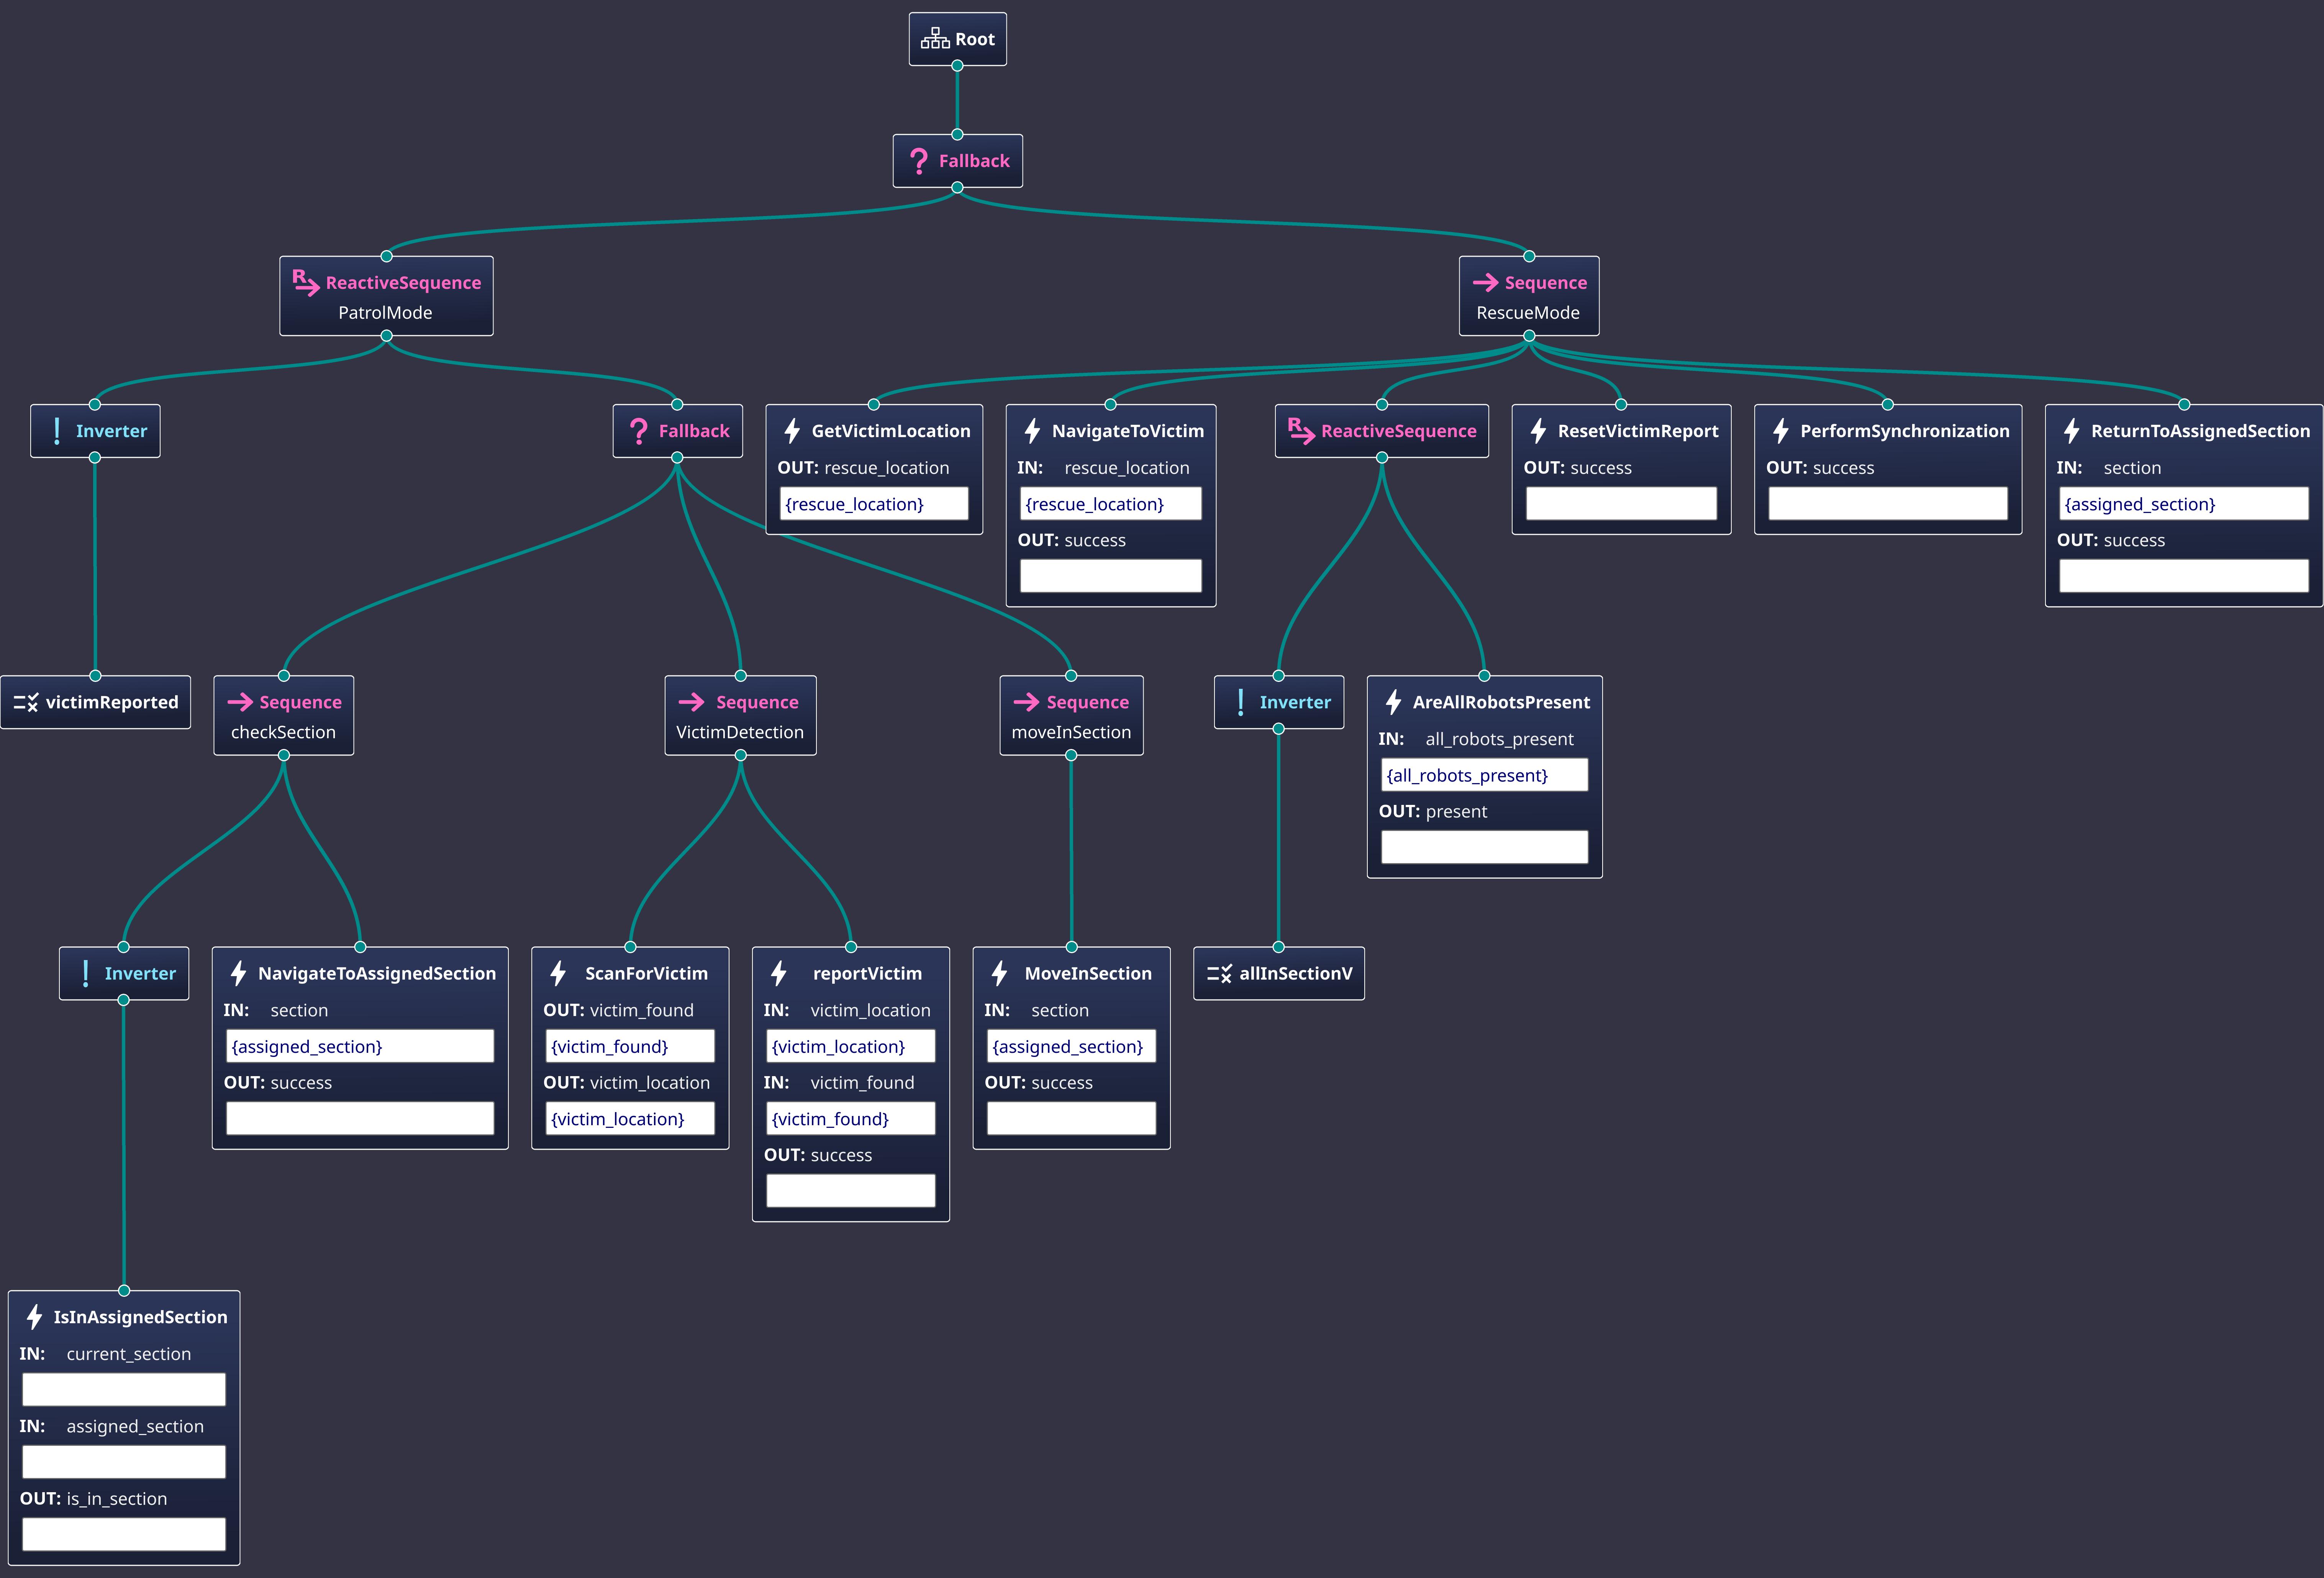 Root
Fallback
ReactiveSequence
PatrolMode
Sequence
RescueMode
Inverter
Fallback
GetVictimLocation
OUT: rescue_location
{rescue_location}
NavigateToVictim
IN: rescue_location
{rescue_location}
OUT: success
ReactiveSequence
ResetVictimReport
OUT: success
PerformSynchronization
OUT: success
ReturnToAssignedSection
IN: section
{assigned_section}
OUT: success
victimReported
Sequence
checkSection
Sequence
VictimDetection
Sequence
moveInSection
Inverter
AreAllRobotsPresent
IN: all_robots_present
{all_robots_present}
OUT: present
Inverter
NavigateToAssignedSection
IN: section
{assigned_section}
OUT: success
ScanForVictim
OUT: victim_found
{victim_found}
OUT: victim_location
{victim_location}
reportVictim
IN: victim_location
{victim_location}
IN: victim_found
{victim_found}
OUT: success
MoveInSection
IN: section
{assigned_section}
OUT: success
allInSectionV
IsInAssignedSection
IN: current_section
IN: assigned_section
OUT: is_in_section